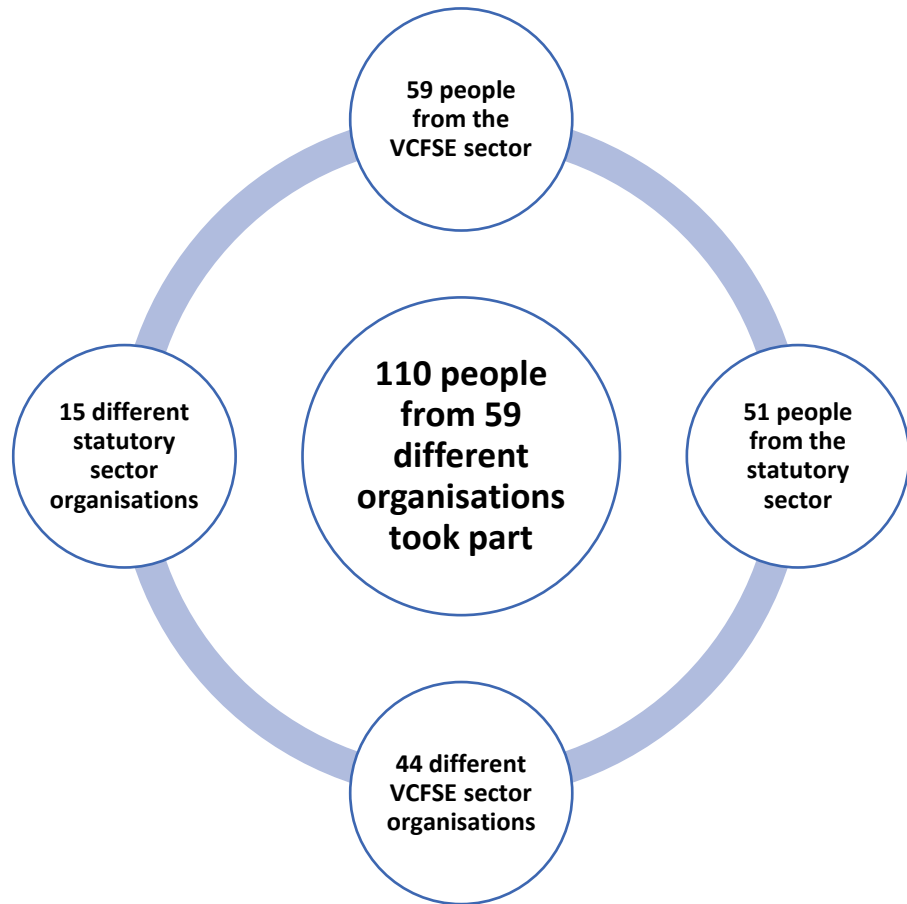 59 people
from the
VCFSE sector
110 people
from 59
different
organisations
took part
15 different
statutory
sector
organisations
51 people
from the
statutory
sector
44 different
VCFSE sector
organisations